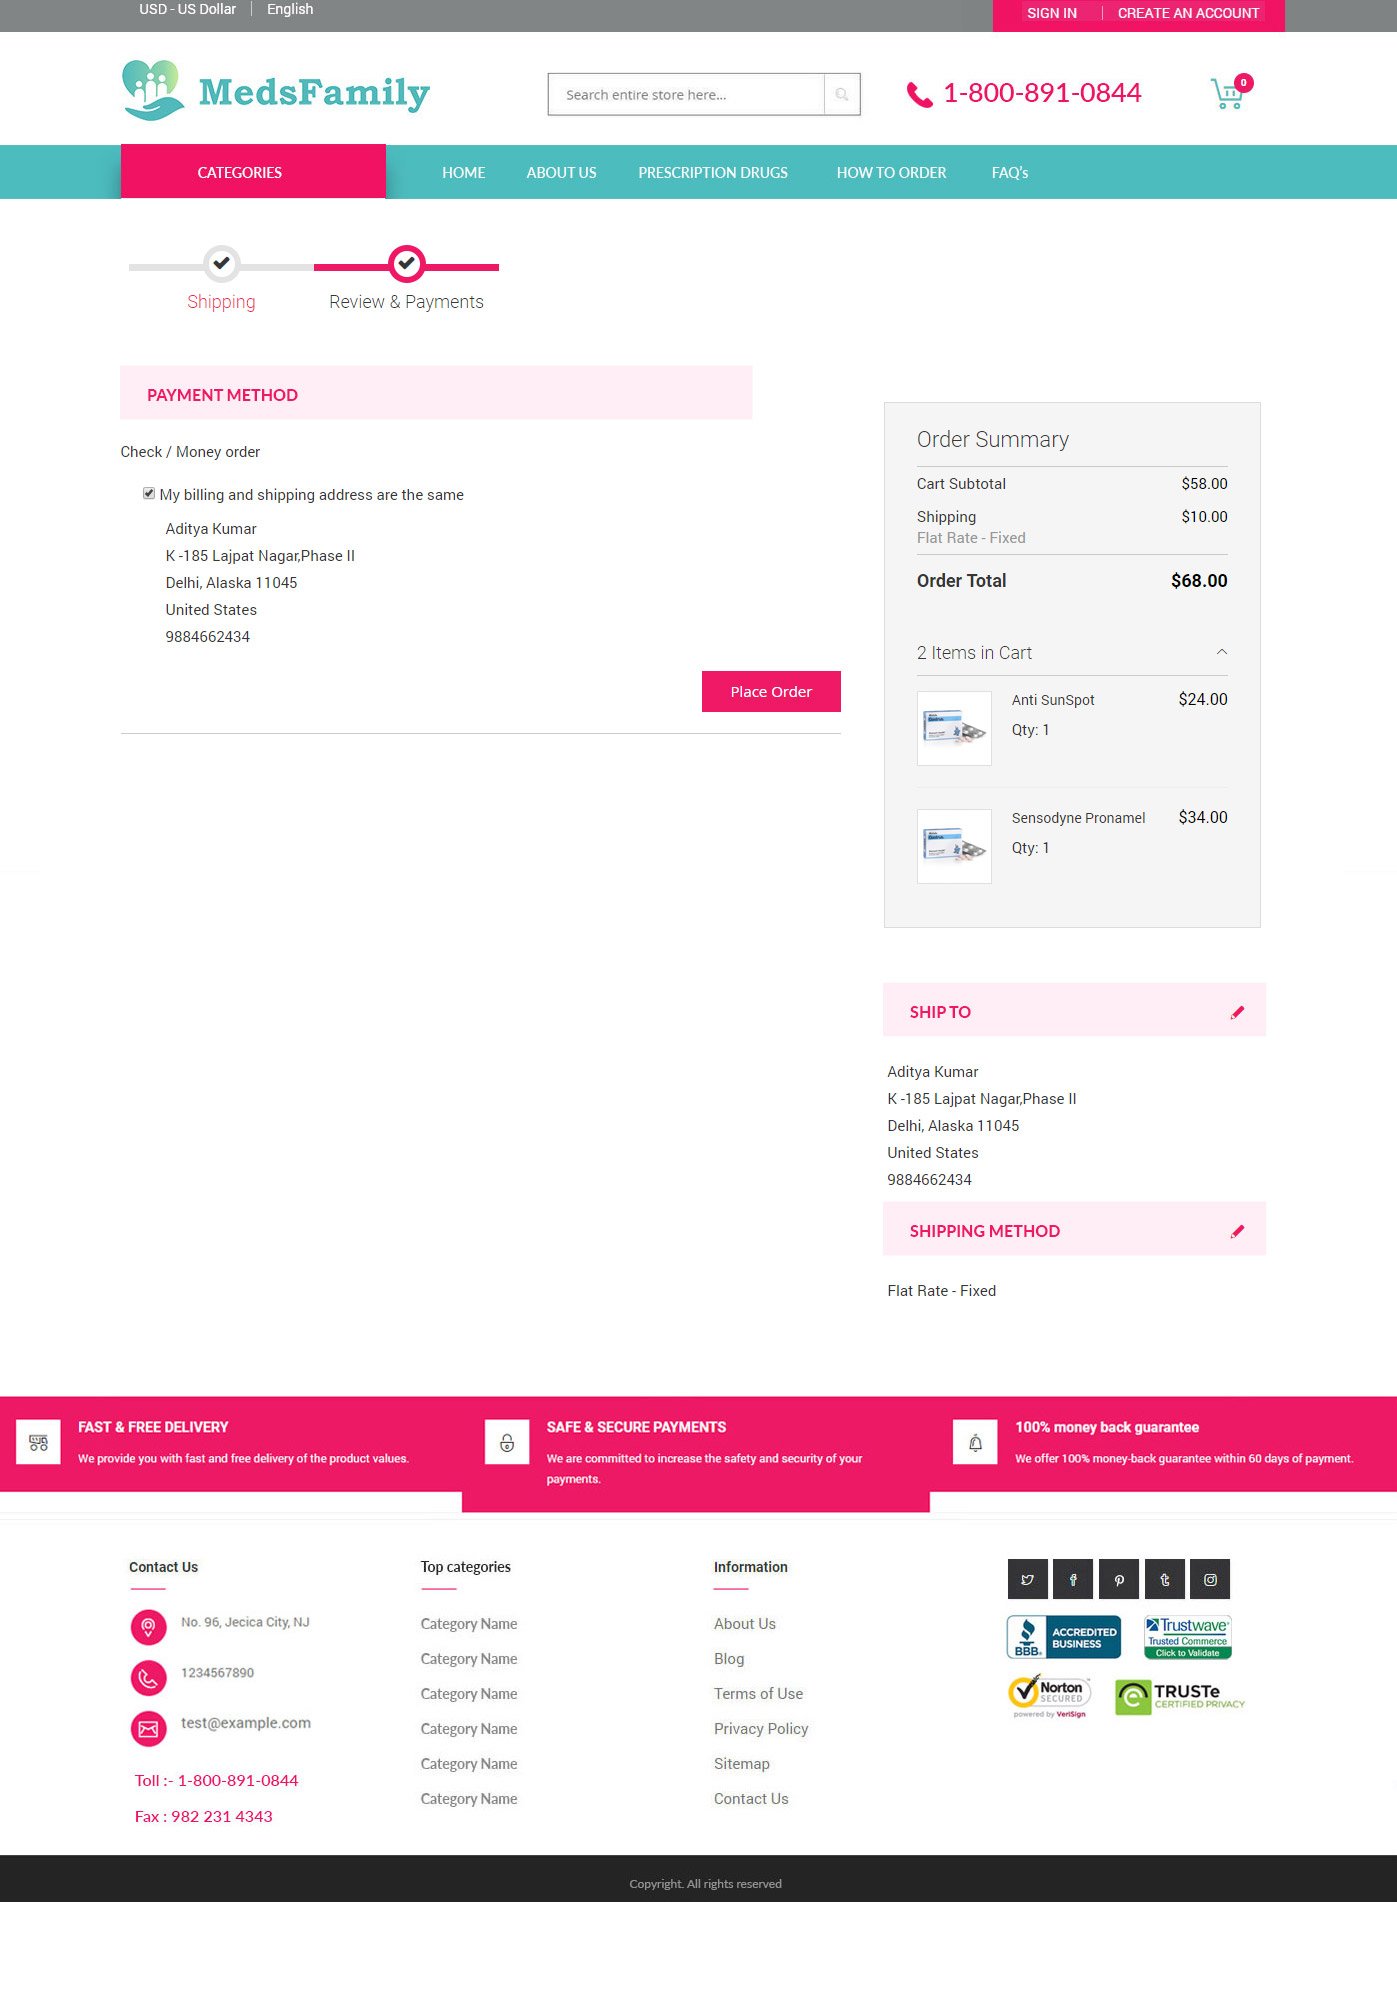 USD - US Dollar | English
SIGN IN | CREATE AN ACCOUNT
MedsFamily
Search entire store here...
1-800-891-0844
0
CATEGORIES
HOME
ABOUT US
PRESCRIPTION DRUGS
HOW TO ORDER
FAQ's
Shipping
Review & Payments
PAYMENT METHOD
Check / Money order
My billing and shipping address are the same
Aditya Kumar
K -185 Lajpat Nagar,Phase II
Delhi, Alaska 11045
United States
9884662434
Place Order
Order Summary
Cart Subtotal $58.00
Shipping $10.00
Flat Rate - Fixed
Order Total $68.00
2 Items in Cart
Anti SunSpot $24.00
Qty: 1
Sensodyne Pronamel $34.00
Qty: 1
SHIP TO
Aditya Kumar
K -185 Lajpat Nagar,Phase II
Delhi, Alaska 11045
United States
9884662434
SHIPPING METHOD
Flat Rate - Fixed
FAST & FREE DELIVERY
We provide you with fast and free delivery of the product values.
SAFE & SECURE PAYMENTS
We are committed to increase the safety and security of your
payments.
100% money back guarantee
We offer 100% money-back guarantee within 60 days of payment.
Contact Us
No. 96, Jecica City, NJ
1234567890
test@example.com
Toll :- 1-800-891-0844
Fax : 982 231 4343
Top categories
Category Name
Category Name
Category Name
Category Name
Category Name
Category Name
Information
About Us
Blog
Terms of Use
Privacy Policy
Sitemap
Contact Us
BBB.
ACCREDITED
BUSINESS
Trustwave
Trusted Commerce
Click to Validate
Norton
SECURED
powered by VeriSign
TRUSTe
CERTIFIED PRIVACY
Copyright. All rights reserved